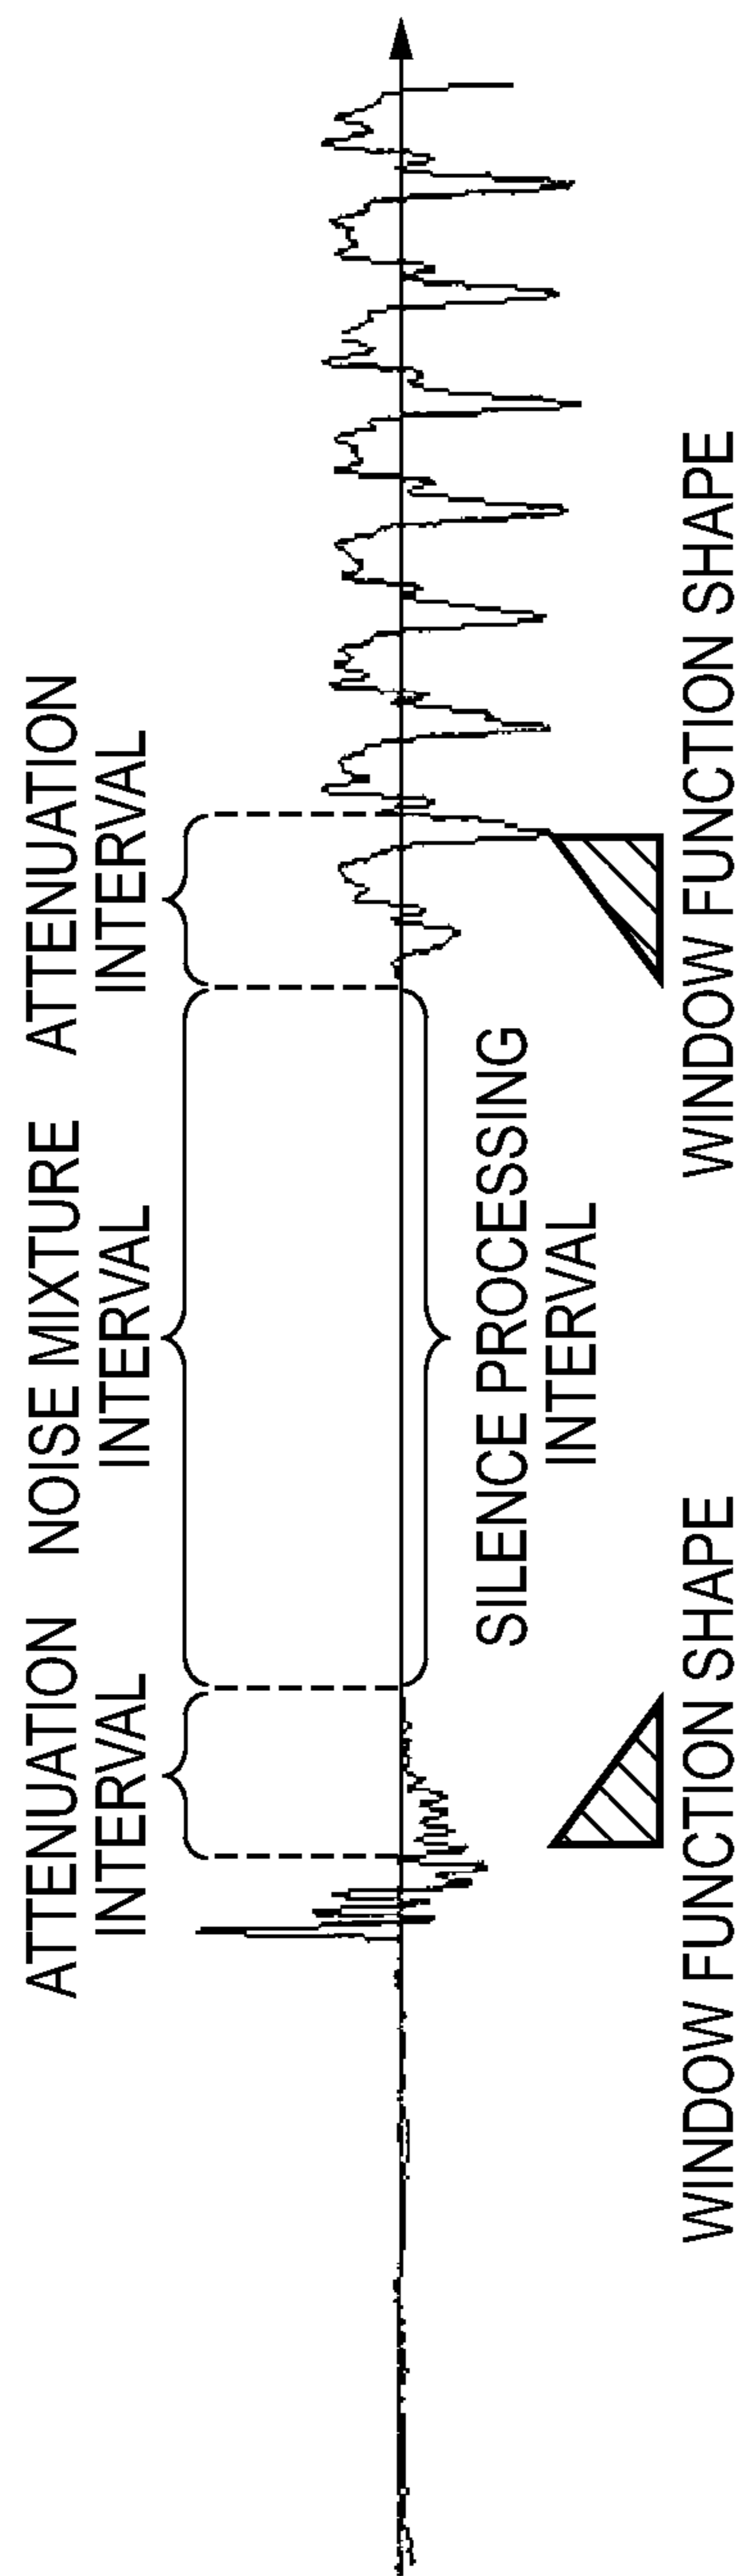 ATTENUATION
INTERVAL
NOISE MIXTURE
INTERVAL
ATTENUATION
INTERVAL
SILENCE PROCESSING
INTERVAL
WINDOW FUNCTION SHAPE
WINDOW FUNCTION SHAPE